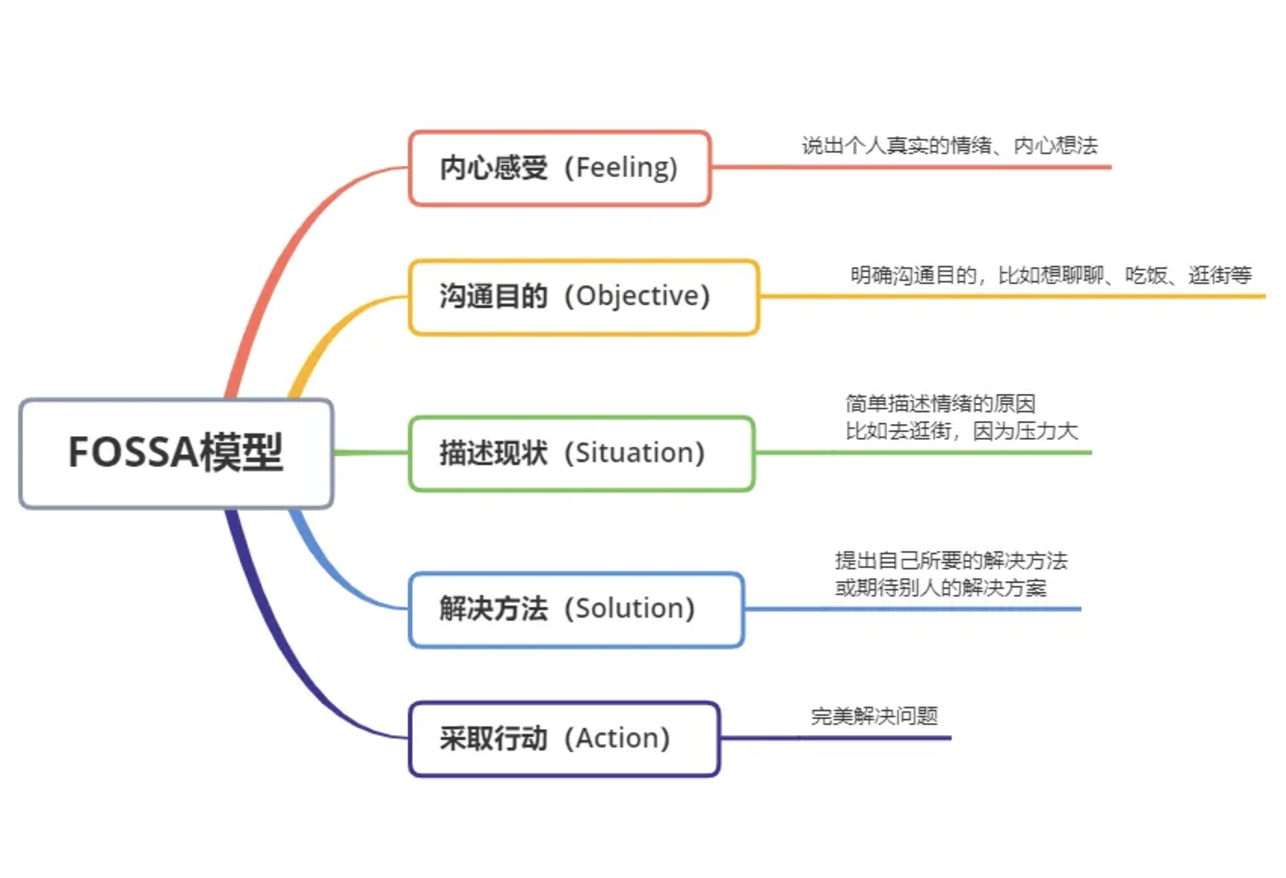 内心感受（Feeling)
说出个人真实的情绪、内心想法
沟通目的（Objective）
明确沟通目的，比如想聊聊、吃饭、逛街等
FOSSA模型
描述现状（Situation）
简单描述情绪的原因
比如去逛街，因为压力大
解决方法（Solution）
提出自己所要的解决方法
或期待别人的解决方案
采取行动（Action）
完美解决问题